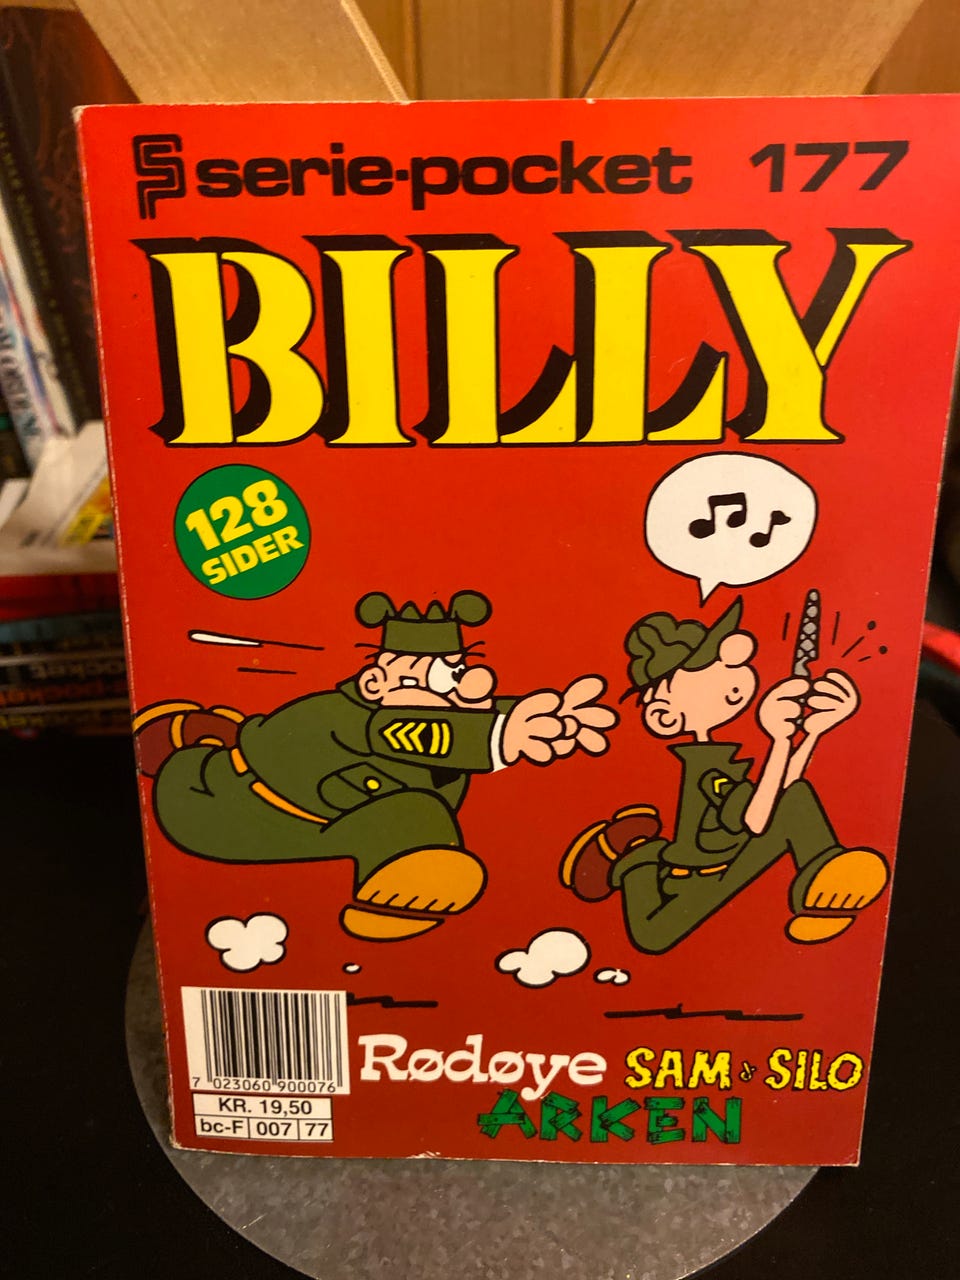 serie-pocket 177
BILLY
128
SIDER
7 023060 900076
KR. 19,50
bc-F 007 77
Rødøye SAM & SILO
ARKEN